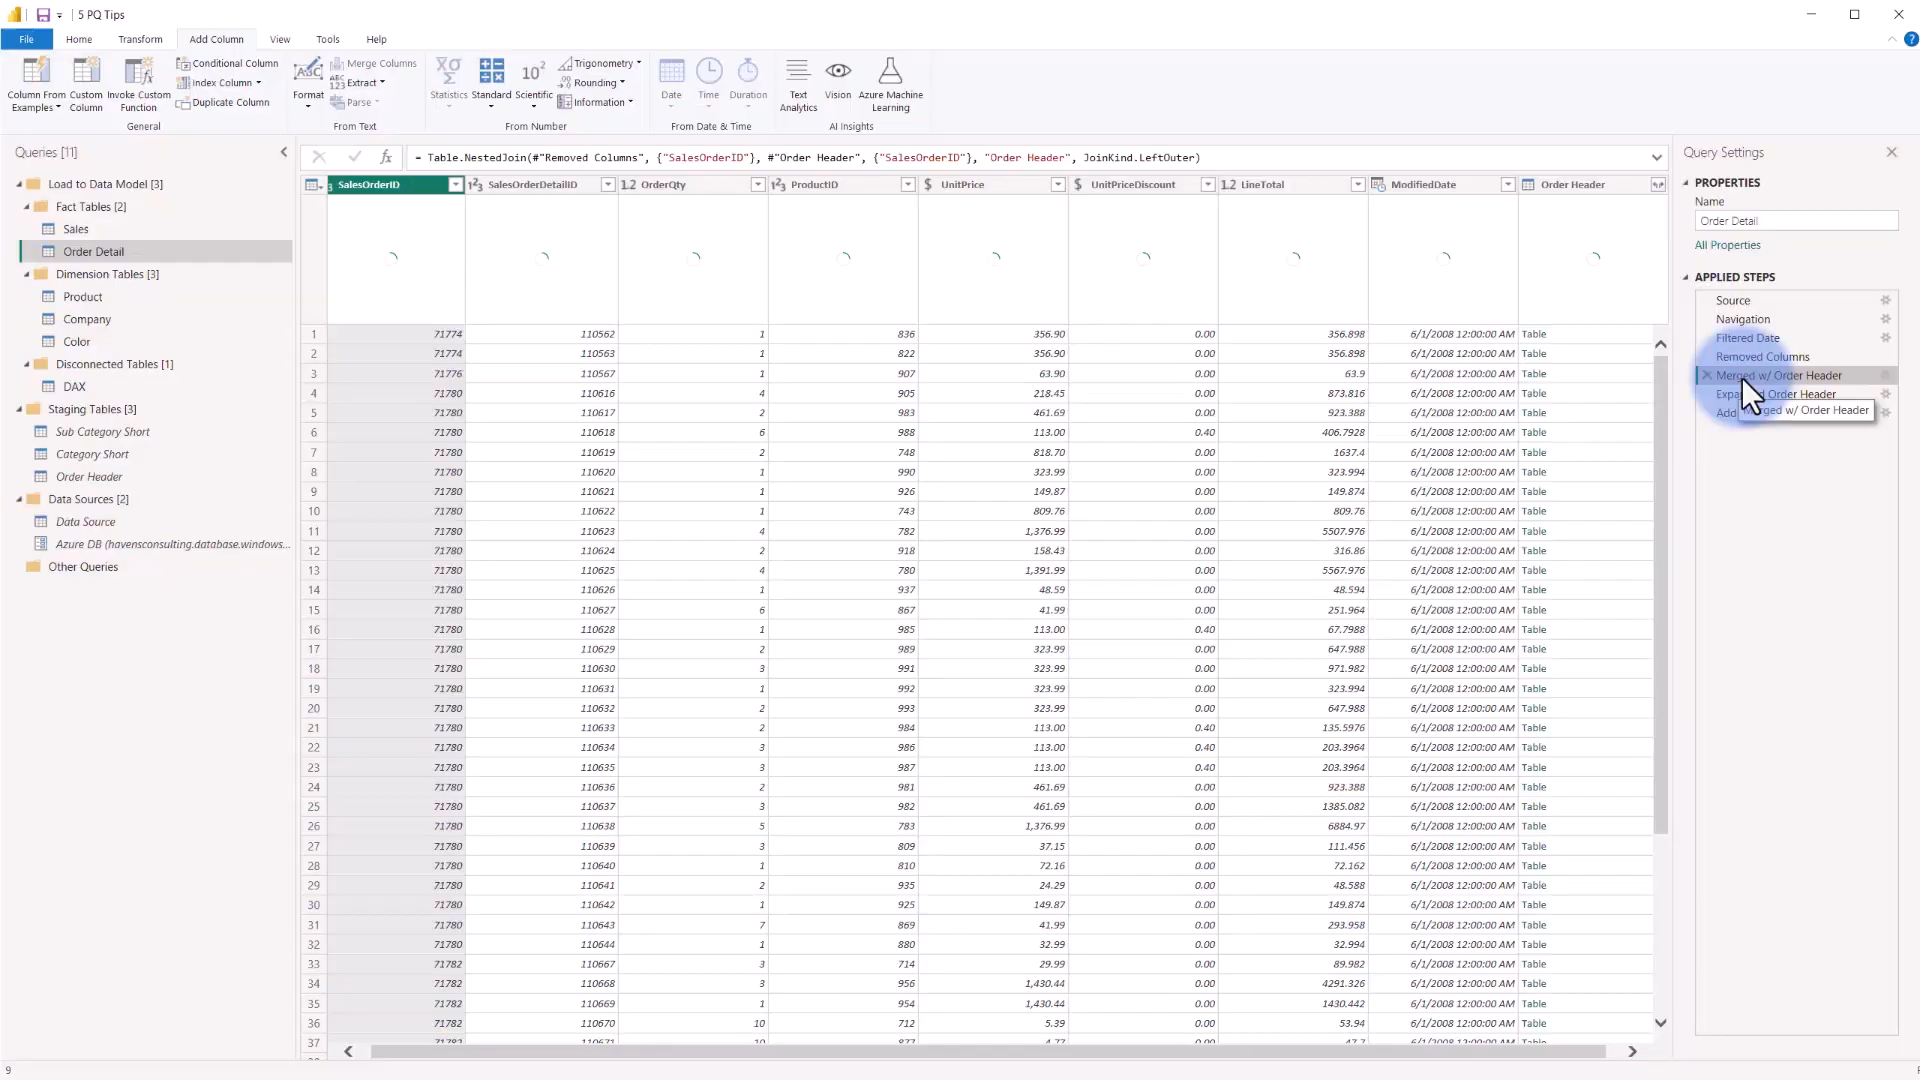 5 PQ Tips
File Home Transform Add Column View Tools Help
Column From Examples
Custom Column
Invoke Custom Function
Conditional Column
Index Column
Duplicate Column
General
Format
Merge Columns
Extract
Parse
From Text
Statistics
Standard
Scientific
Trigonometry
Rounding
Information
From Number
Date
Time
Duration
From Date & Time
Text Analytics
Vision
Azure Machine Learning
AI Insights
Queries [11]
Load to Data Model [3]
Fact Tables [2]
Sales
Order Detail
Dimension Tables [3]
Product
Company
Color
Disconnected Tables [1]
DAX
Staging Tables [3]
Sub Category Short
Category Short
Order Header
Data Sources [2]
Data Source
Azure DB (havensconsulting.database.windows...
Other Queries
= Table.NestedJoin(#"Removed Columns", {"SalesOrderID"}, #"Order Header", {"SalesOrderID"}, "Order Header", JoinKind.LeftOuter)
SalesOrderID SalesOrderDetailID OrderQty ProductID UnitPrice UnitPriceDiscount LineTotal ModifiedDate Order Header
1 71774 110562 1 836 356.90 0.00 356.898 6/1/2008 12:00:00 AM Table
2 71774 110563 1 822 356.90 0.00 356.898 6/1/2008 12:00:00 AM Table
3 71776 110567 1 907 63.90 0.00 63.9 6/1/2008 12:00:00 AM Table
4 71780 110616 4 905 218.45 0.00 873.816 6/1/2008 12:00:00 AM Table
5 71780 110617 2 983 461.69 0.00 923.388 6/1/2008 12:00:00 AM Table
6 71780 110618 6 988 113.00 0.40 406.7928 6/1/2008 12:00:00 AM Table
7 71780 110619 2 748 818.70 0.00 1637.4 6/1/2008 12:00:00 AM Table
8 71780 110620 1 990 323.99 0.00 323.994 6/1/2008 12:00:00 AM Table
9 71780 110621 1 926 149.87 0.00 149.874 6/1/2008 12:00:00 AM Table
10 71780 110622 1 743 809.76 0.00 809.76 6/1/2008 12:00:00 AM Table
11 71780 110623 4 782 1,376.99 0.00 5507.976 6/1/2008 12:00:00 AM Table
12 71780 110624 2 918 158.43 0.00 316.86 6/1/2008 12:00:00 AM Table
13 71780 110625 4 780 1,391.99 0.00 5567.976 6/1/2008 12:00:00 AM Table
14 71780 110626 1 937 48.59 0.00 48.594 6/1/2008 12:00:00 AM Table
15 71780 110627 6 867 41.99 0.00 251.964 6/1/2008 12:00:00 AM Table
16 71780 110628 1 985 113.00 0.40 67.7988 6/1/2008 12:00:00 AM Table
17 71780 110629 2 989 323.99 0.00 647.988 6/1/2008 12:00:00 AM Table
18 71780 110630 3 991 323.99 0.00 971.982 6/1/2008 12:00:00 AM Table
19 71780 110631 1 992 323.99 0.00 323.994 6/1/2008 12:00:00 AM Table
20 71780 110632 2 993 323.99 0.00 647.988 6/1/2008 12:00:00 AM Table
21 71780 110633 2 984 113.00 0.40 135.5976 6/1/2008 12:00:00 AM Table
22 71780 110634 3 986 113.00 0.40 203.3964 6/1/2008 12:00:00 AM Table
23 71780 110635 3 987 113.00 0.40 203.3964 6/1/2008 12:00:00 AM Table
24 71780 110636 2 981 461.69 0.00 923.388 6/1/2008 12:00:00 AM Table
25 71780 110637 3 982 461.69 0.00 1385.082 6/1/2008 12:00:00 AM Table
26 71780 110638 5 783 1,376.99 0.00 6884.97 6/1/2008 12:00:00 AM Table
27 71780 110639 3 809 37.15 0.00 111.456 6/1/2008 12:00:00 AM Table
28 71780 110640 1 810 72.16 0.00 72.162 6/1/2008 12:00:00 AM Table
29 71780 110641 2 935 24.29 0.00 48.588 6/1/2008 12:00:00 AM Table
30 71780 110642 1 925 149.87 0.00 149.874 6/1/2008 12:00:00 AM Table
31 71780 110643 7 869 41.99 0.00 293.958 6/1/2008 12:00:00 AM Table
32 71780 110644 1 880 32.99 0.00 32.994 6/1/2008 12:00:00 AM Table
33 71782 110667 3 714 29.99 0.00 89.982 6/1/2008 12:00:00 AM Table
34 71782 110668 3 956 1,430.44 0.00 4291.326 6/1/2008 12:00:00 AM Table
35 71782 110669 1 954 1,430.44 0.00 1430.442 6/1/2008 12:00:00 AM Table
36 71782 110670 10 712 5.39 0.00 53.94 6/1/2008 12:00:00 AM Table
37
Query Settings
PROPERTIES
Name
Order Detail
All Properties
APPLIED STEPS
Source
Navigation
Filtered Date
Removed Columns
Merged w/ Order Header
Order Header
Add
w/ Order Header
9